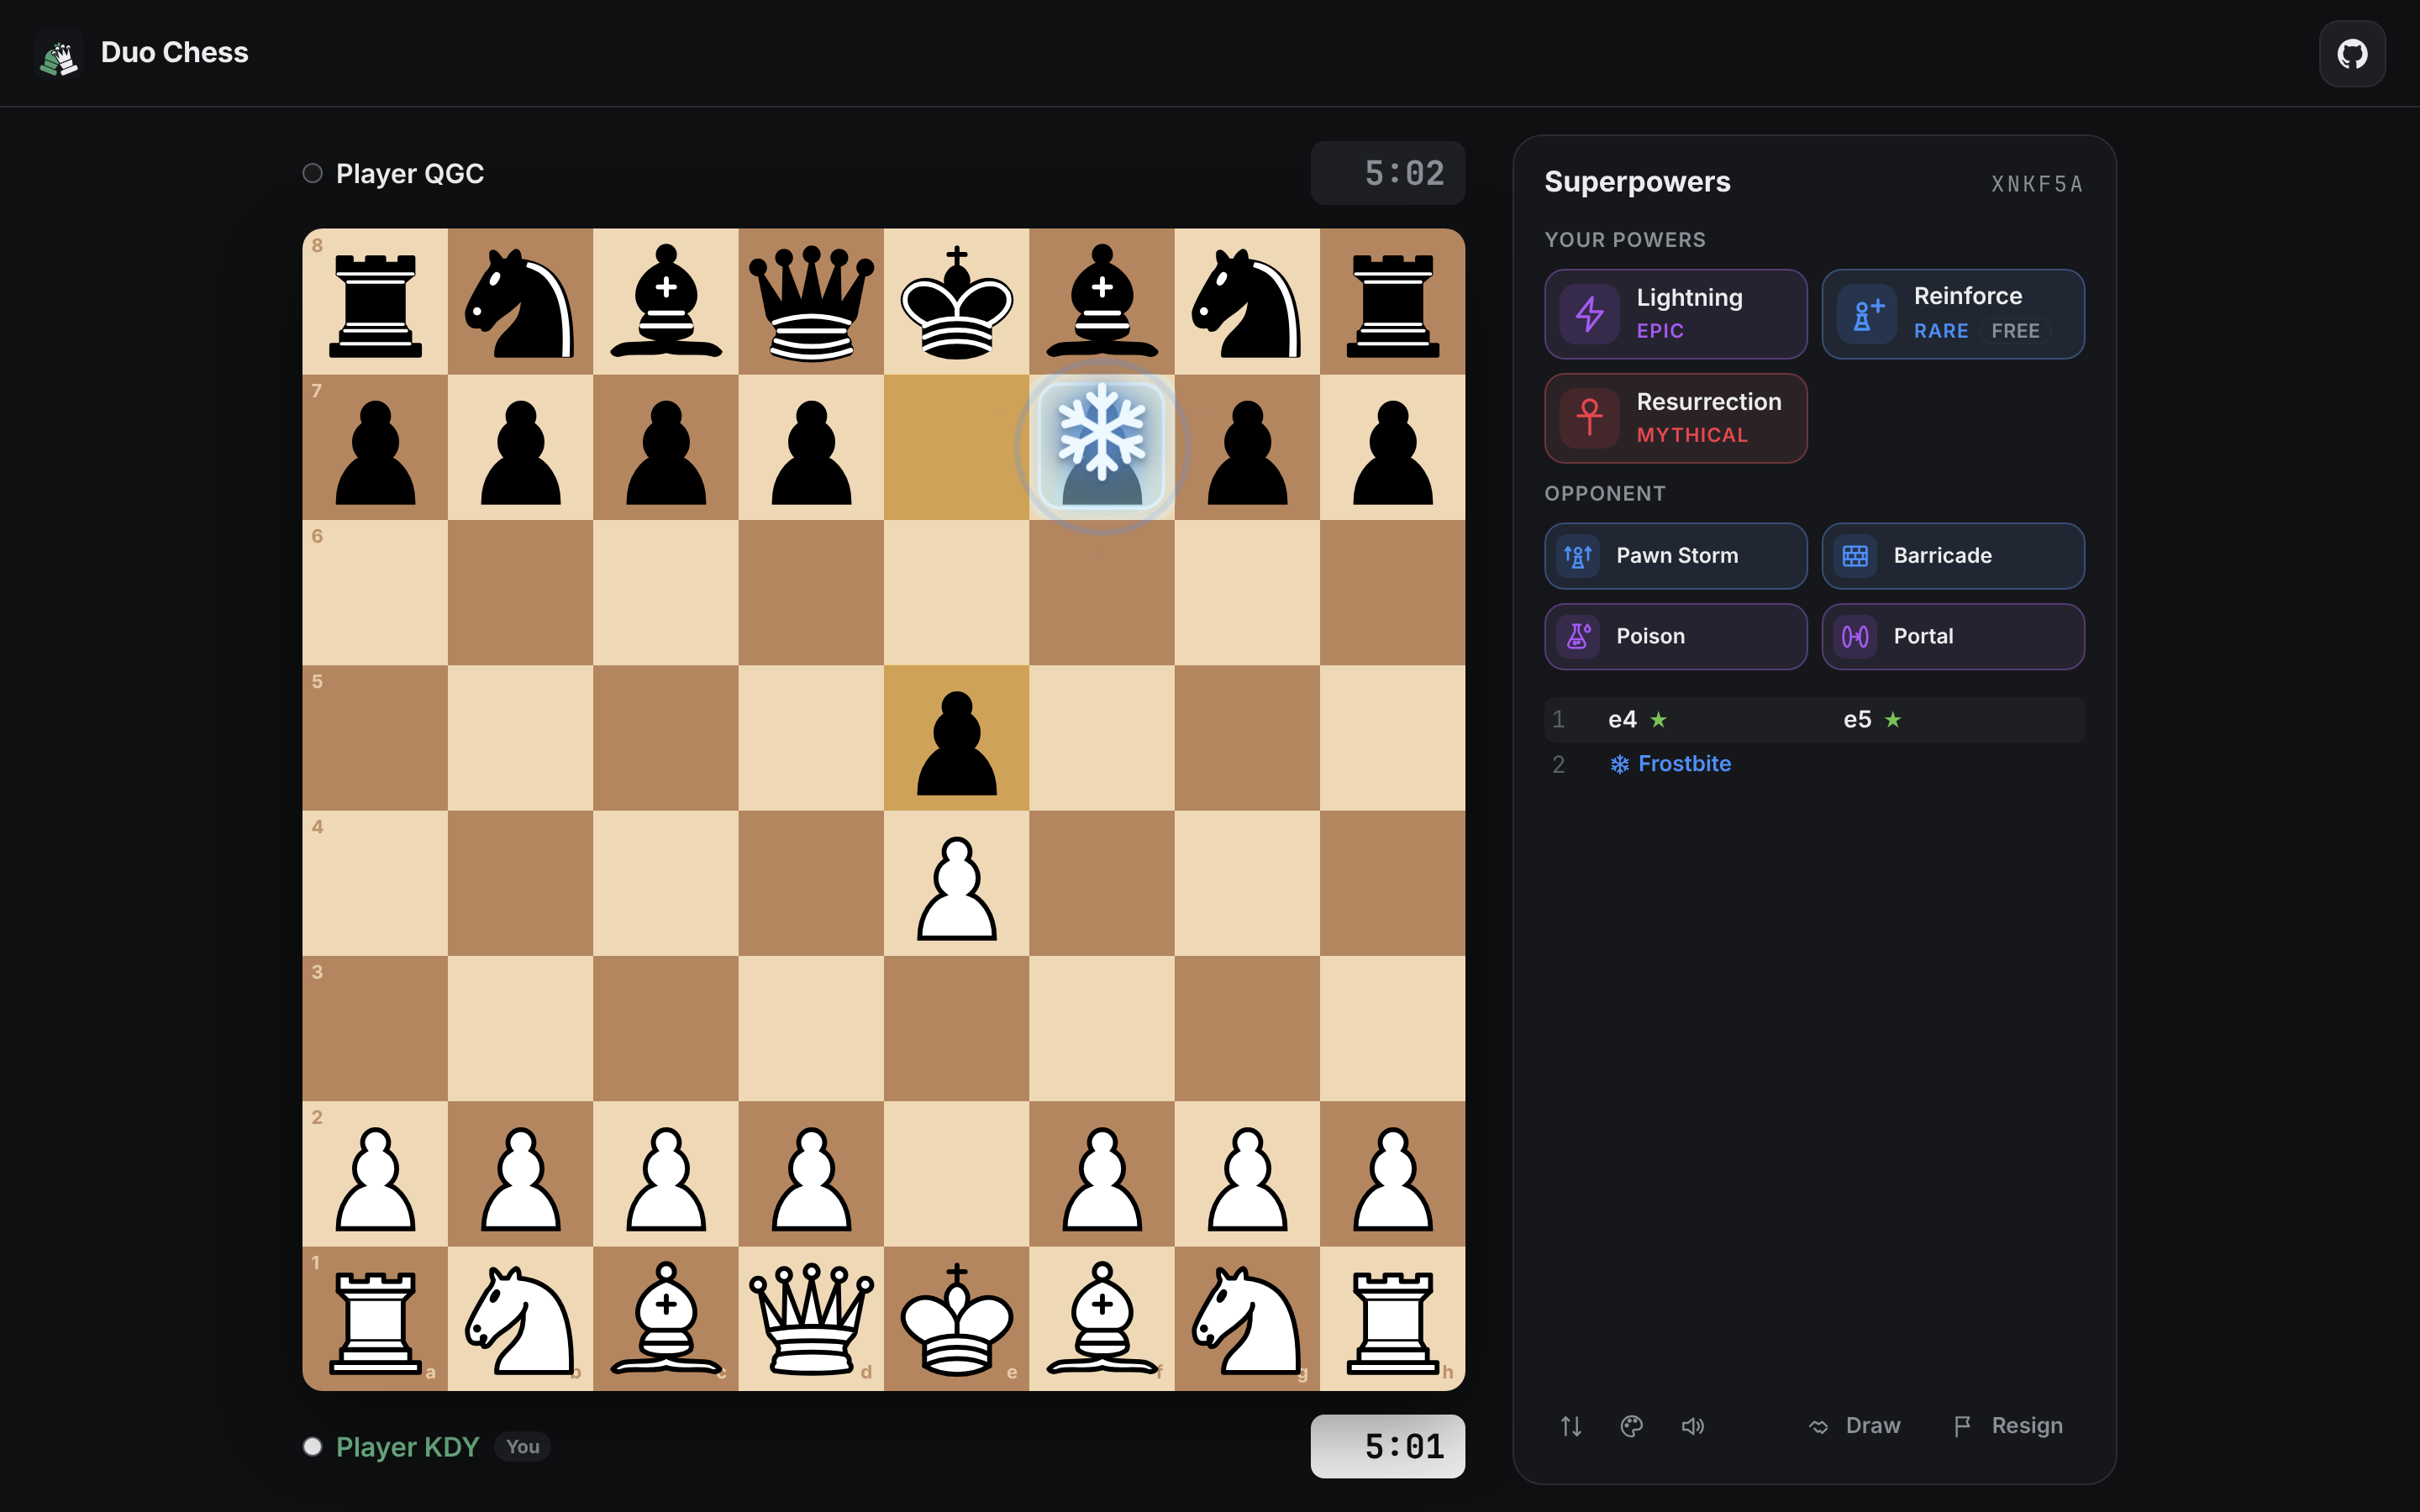 Duo Chess
Player QGC
5:02
8
7
6
5
4
3
2
1
a b c d e f g h
Player KDY You
5:01
Superpowers XNKF5A
YOUR POWERS
Lightning
EPIC
Reinforce
RARE FREE
Resurrection
MYTHICAL
OPPONENT
Pawn Storm
Barricade
Poison
Portal
1 e4 ★ e5 ★
2 Frostbite
Draw Resign